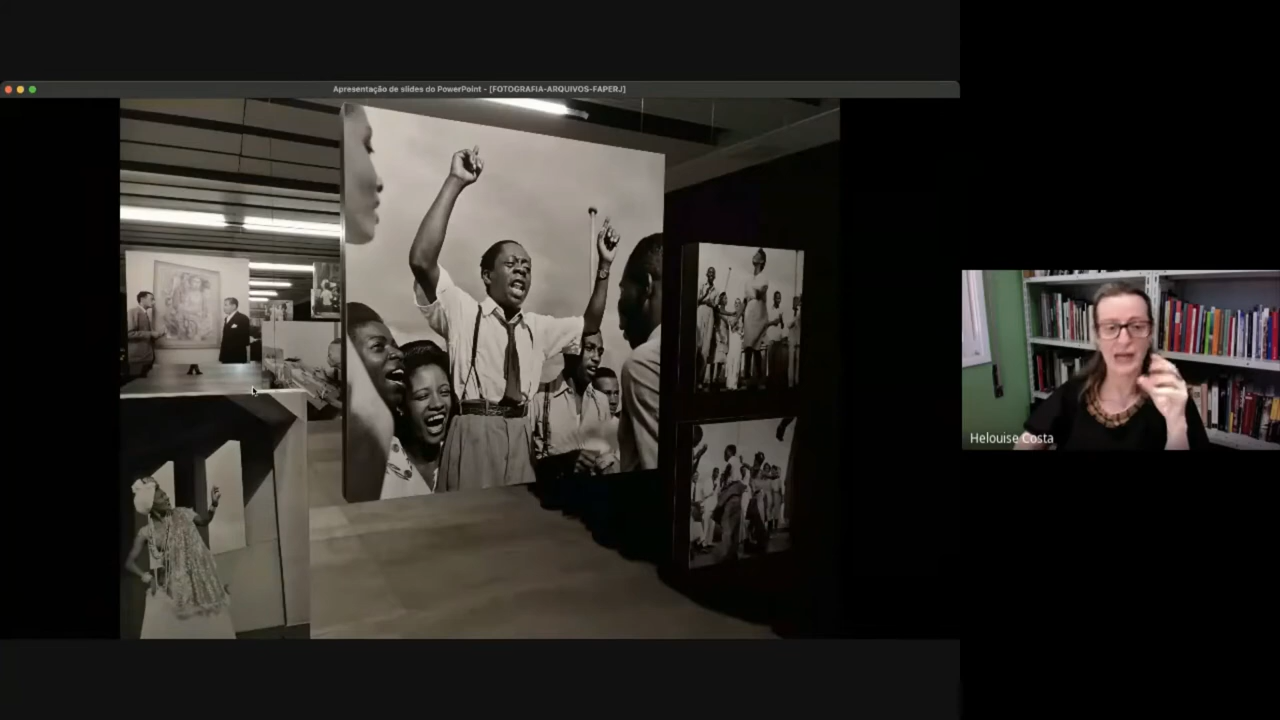 Apresentação de slides do PowerPoint - [FOTOGRAFIA-ARQUIVOS-FAPERJ]
Helouise Costa